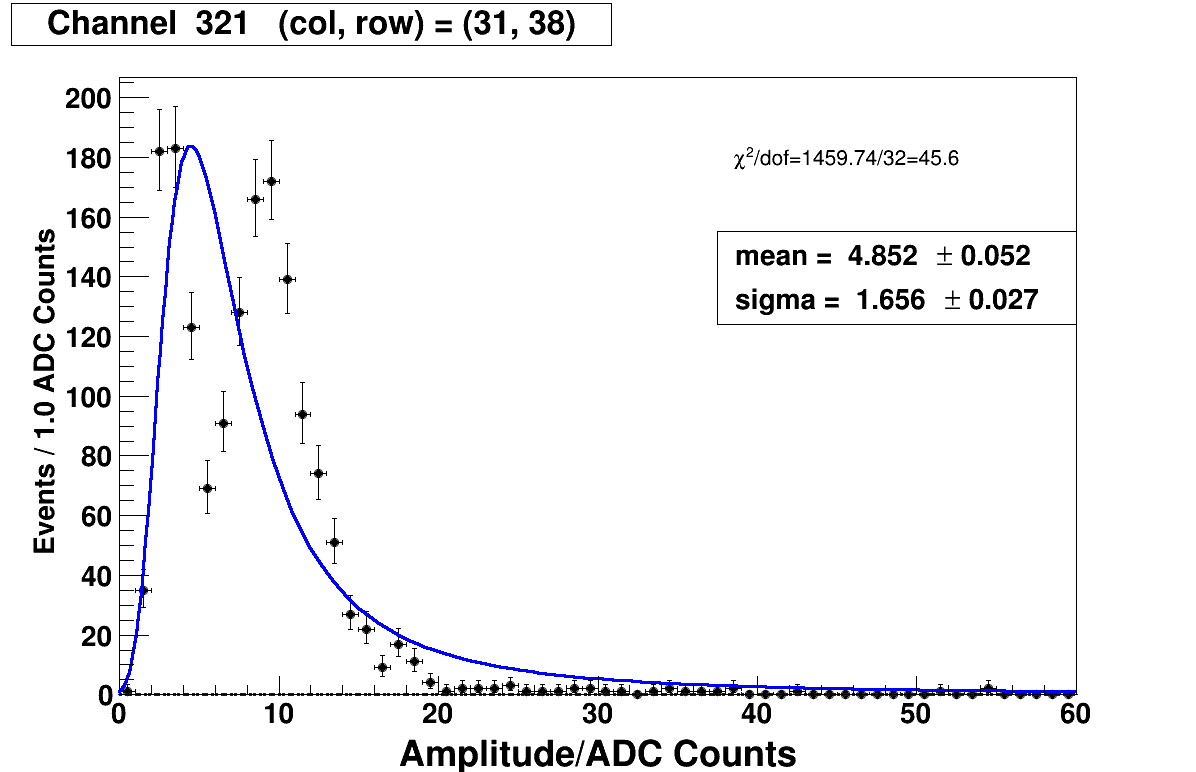 Channel 321 (col, row) = (31, 38)
χ²/dof=1459.74/32=45.6
mean = 4.852 ± 0.052
sigma = 1.656 ± 0.027
Events / 1.0 ADC Counts
200
180
160
140
120
100
80
60
40
20
0
0 10 20 30 40 50 60
Amplitude/ADC Counts